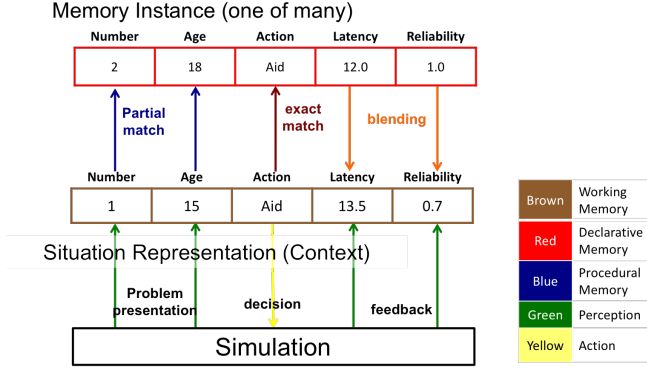 Memory Instance (one of many)
Number Age Action Latency Reliability
2 18 Aid 12.0 1.0
Partial
match
exact
match
blending
Number Age Action Latency Reliability
1 15 Aid 13.5 0.7
Situation Representation (Context)
Problem
presentation
decision
feedback
Simulation
Brown Working
Memory
Red Declarative
Memory
Blue Procedural
Memory
Green Perception
Yellow Action